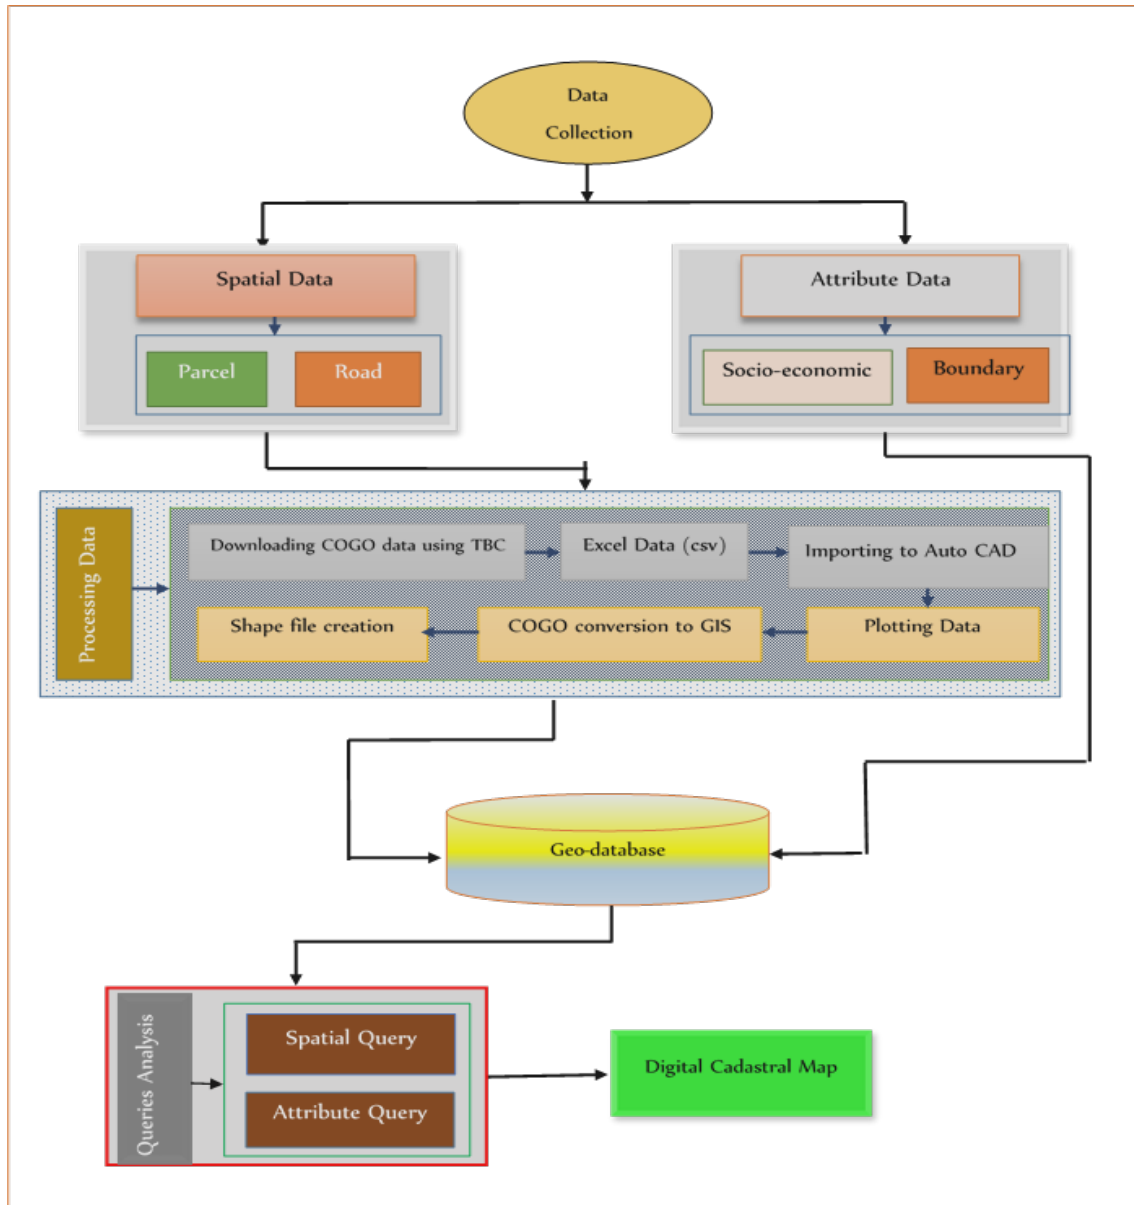 Data
Collection
Spatial Data
Parcel
Road
Attribute Data
Socio-economic
Boundary
Processing Data
Downloading COGO data using TBC
Excel Data (csv)
Importing to Auto CAD
Shape file creation
COGO conversion to GIS
Plotting Data
Geo-database
Queries Analysis
Spatial Query
Attribute Query
Digital Cadastral Map